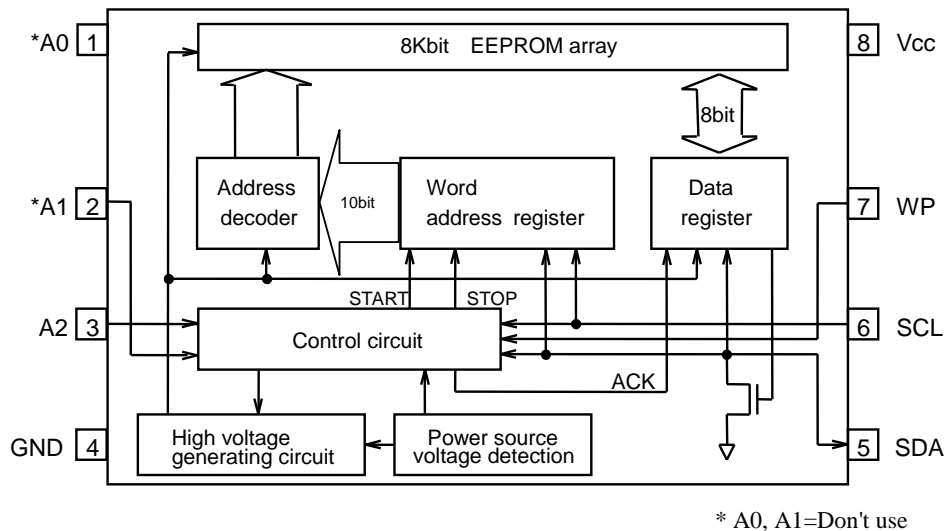 *A0 1
8Kbit EEPROM array
8 Vcc
8bit
*A1 2
Address
decoder
10bit
Word
address register
Data
register
7 WP
START STOP
A2 3
Control circuit
6 SCL
ACK
GND 4
High voltage
generating circuit
Power source
voltage detection
5 SDA
* A0, A1=Don't use